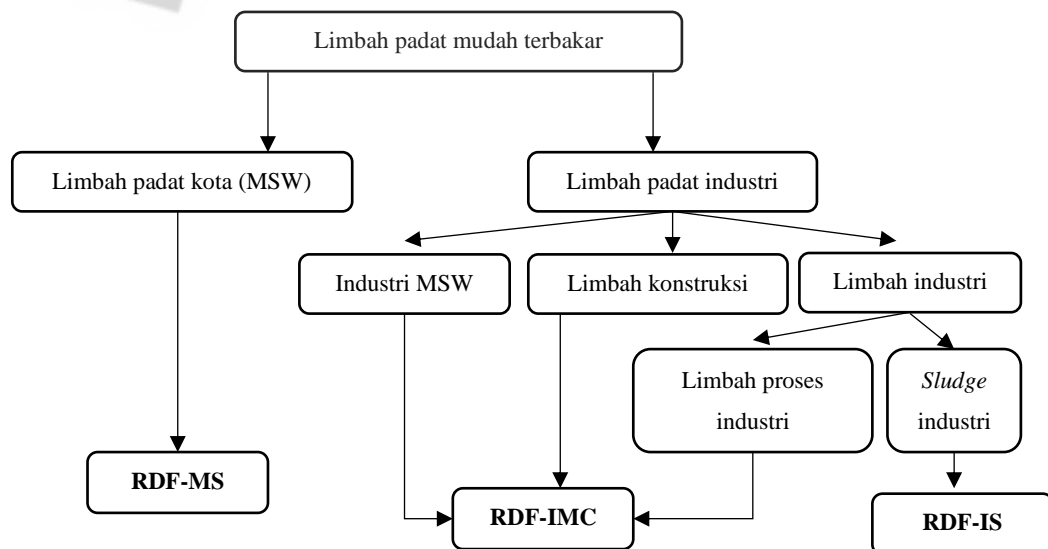 Limbah padat mudah terbakar
Limbah padat kota (MSW)
Limbah padat industri
Industri MSW
Limbah konstruksi
Limbah industri
Limbah proses
industri
Sludge
industri
RDF-MS
RDF-IMC
RDF-IS